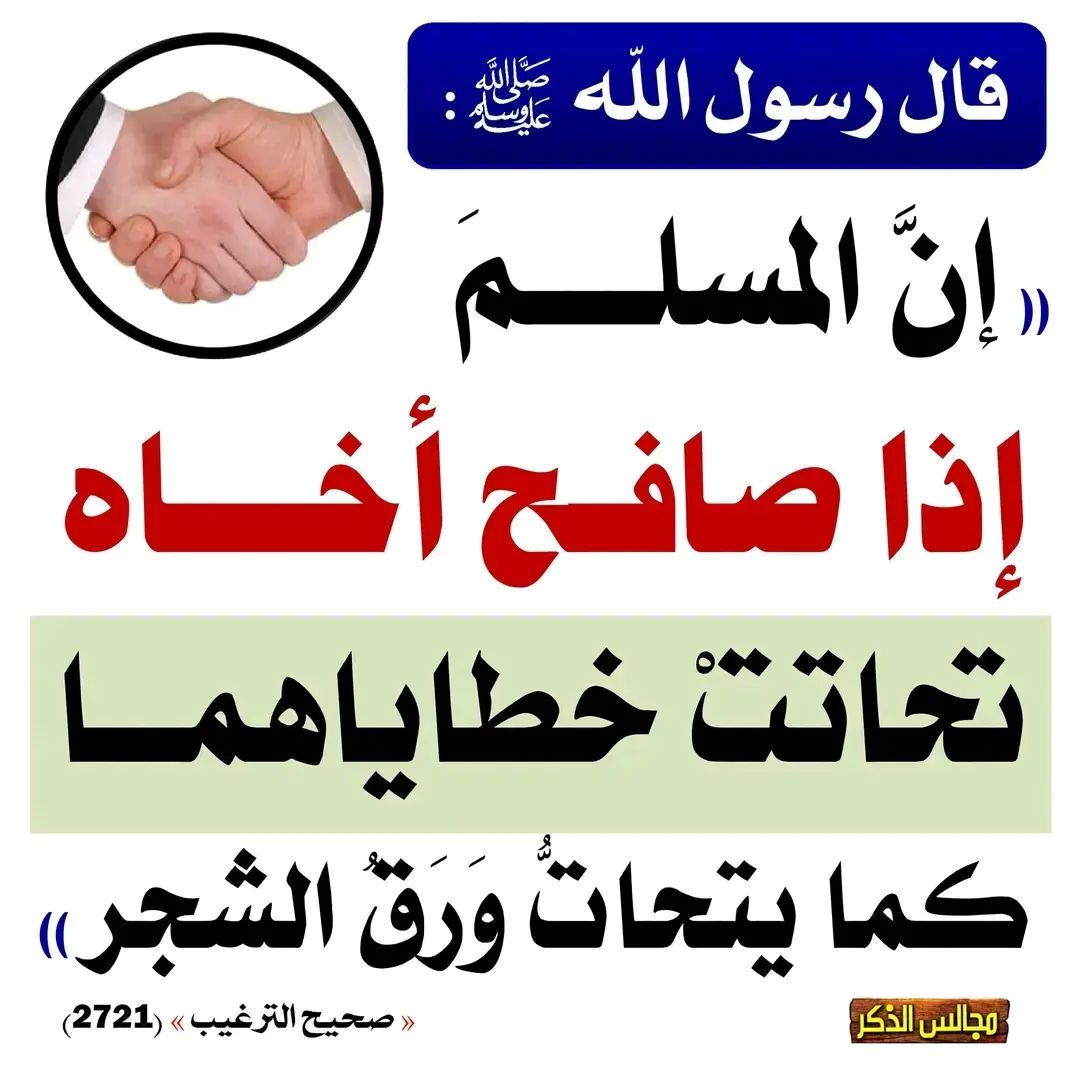 قال رسول الله ﷺ :
(( إنَّ المسلمَ
إذا صافح أخاه
تحاتتْ خطاياهما
كما يتحاتُّ وَرَقُ الشجر ))
« صحيح الترغيب » (2721)
مجالس الذكر